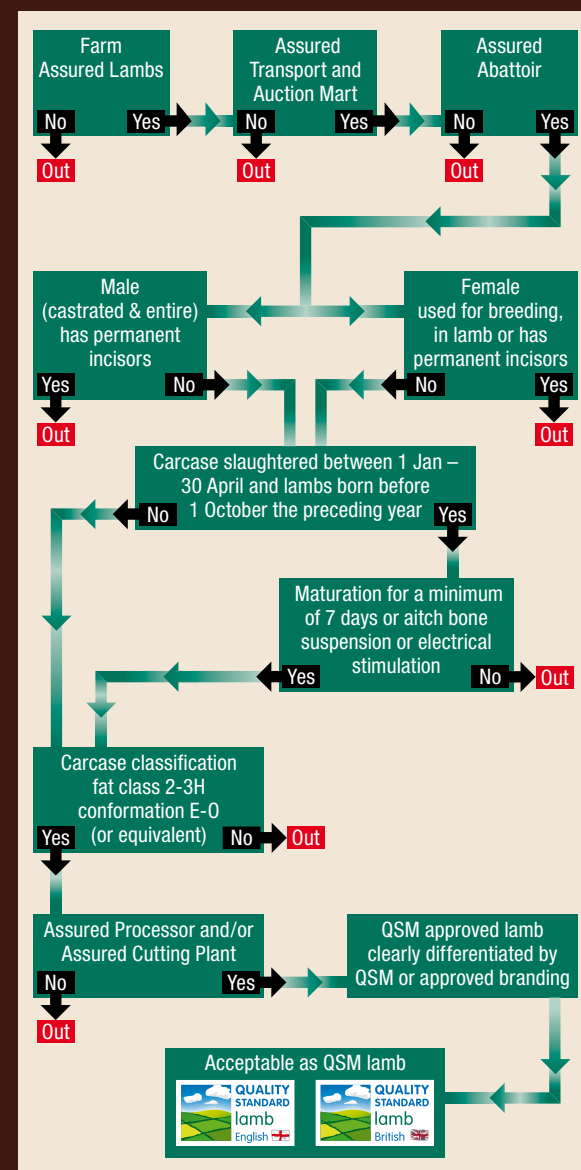 Farm
Assured Lambs
No
Yes
Out
Assured
Transport and
Auction Mart
No
Yes
Out
Assured
Abattoir
No
Yes
Out
Male
(castrated & entire)
has permanent
incisors
Yes
No
Out
Female
used for breeding,
in lamb or has
permanent incisors
No
Yes
Out
Carcase slaughtered between 1 Jan –
30 April and lambs born before
1 October the preceding year
No
Yes
Maturation for a minimum
of 7 days or aitch bone
suspension or electrical
stimulation
Yes
No
Out
Carcase classification
fat class 2-3H
conformation E-O
(or equivalent)
Yes
No
Out
Assured Processor and/or
Assured Cutting Plant
No
Yes
Out
QSM approved lamb
clearly differentiated by
QSM or approved branding
Acceptable as QSM lamb
QUALITY
STANDARD
lamb
English
QUALITY
STANDARD
lamb
British